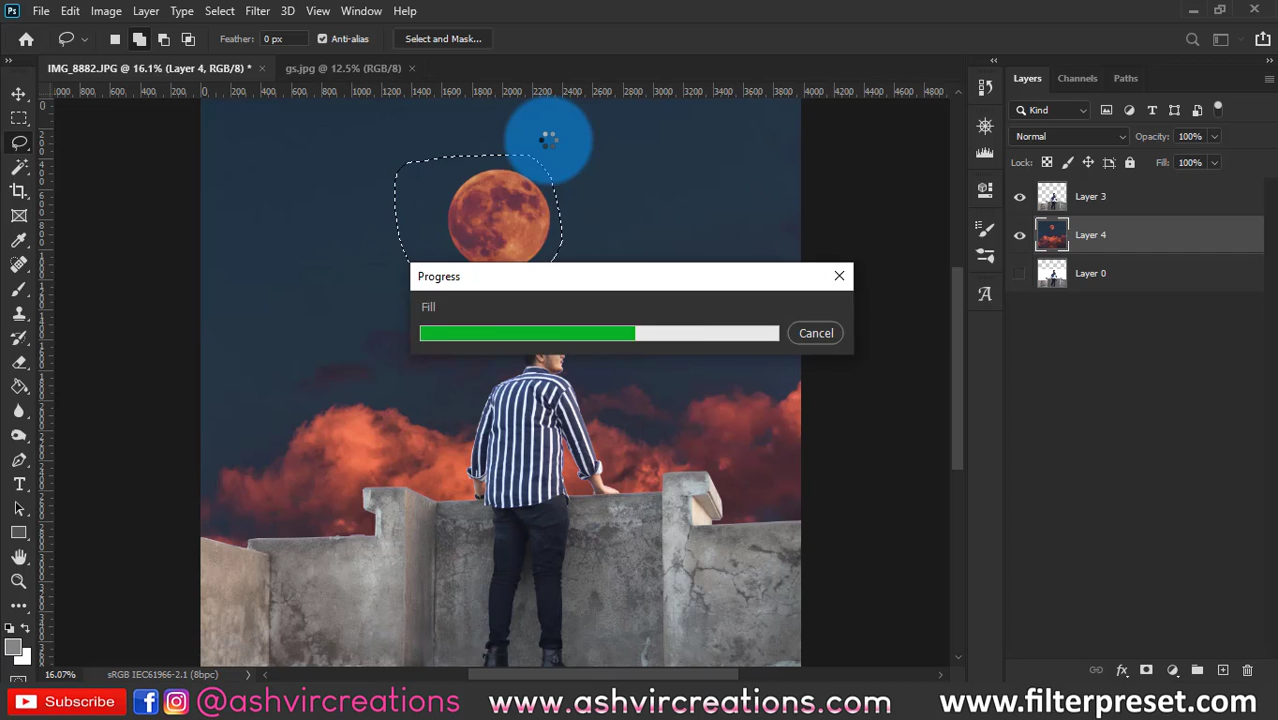 Ps File Edit Image Layer Type Select Filter 3D View Window Help
Feather: 0 px Anti-alias Select and Mask...
IMG_8882.JPG @ 16.1% (Layer 4, RGB/8) * × gs.jpg @ 12.5% (RGB/8) ×
Layers Channels Paths
Kind
Normal Opacity: 100%
Lock: Fill: 100%
Layer 3
Layer 4
Layer 0
Progress
Fill
Cancel
16.07% sRGB IEC61966-2.1 (8bpc)
Subscribe @ashvircreations www.ashvircreations.com www.filterpreset.com